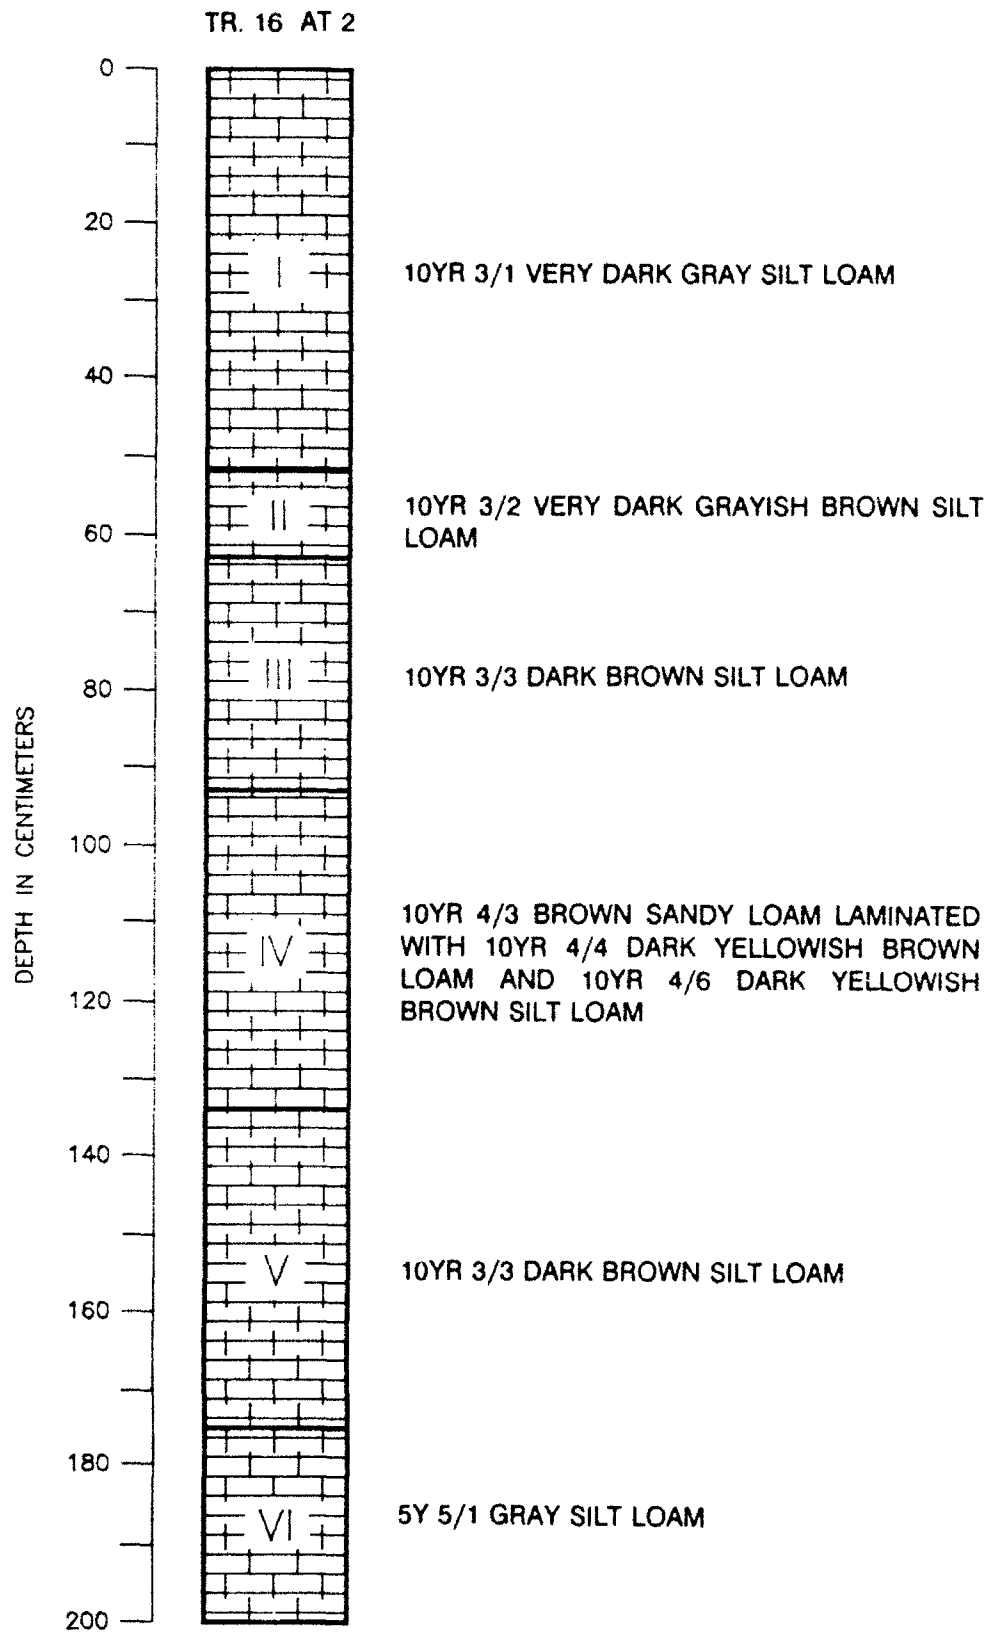 TR. 16 AT 2
0
20
I
10YR 3/1 VERY DARK GRAY SILT LOAM
40
II
10YR 3/2 VERY DARK GRAYISH BROWN SILT
LOAM
60
III
10YR 3/3 DARK BROWN SILT LOAM
80
DEPTH IN CENTIMETERS
100
IV
10YR 4/3 BROWN SANDY LOAM LAMINATED
WITH 10YR 4/4 DARK YELLOWISH BROWN
LOAM AND 10YR 4/6 DARK YELLOWISH
BROWN SILT LOAM
120
140
V
10YR 3/3 DARK BROWN SILT LOAM
160
180
VI
5Y 5/1 GRAY SILT LOAM
200